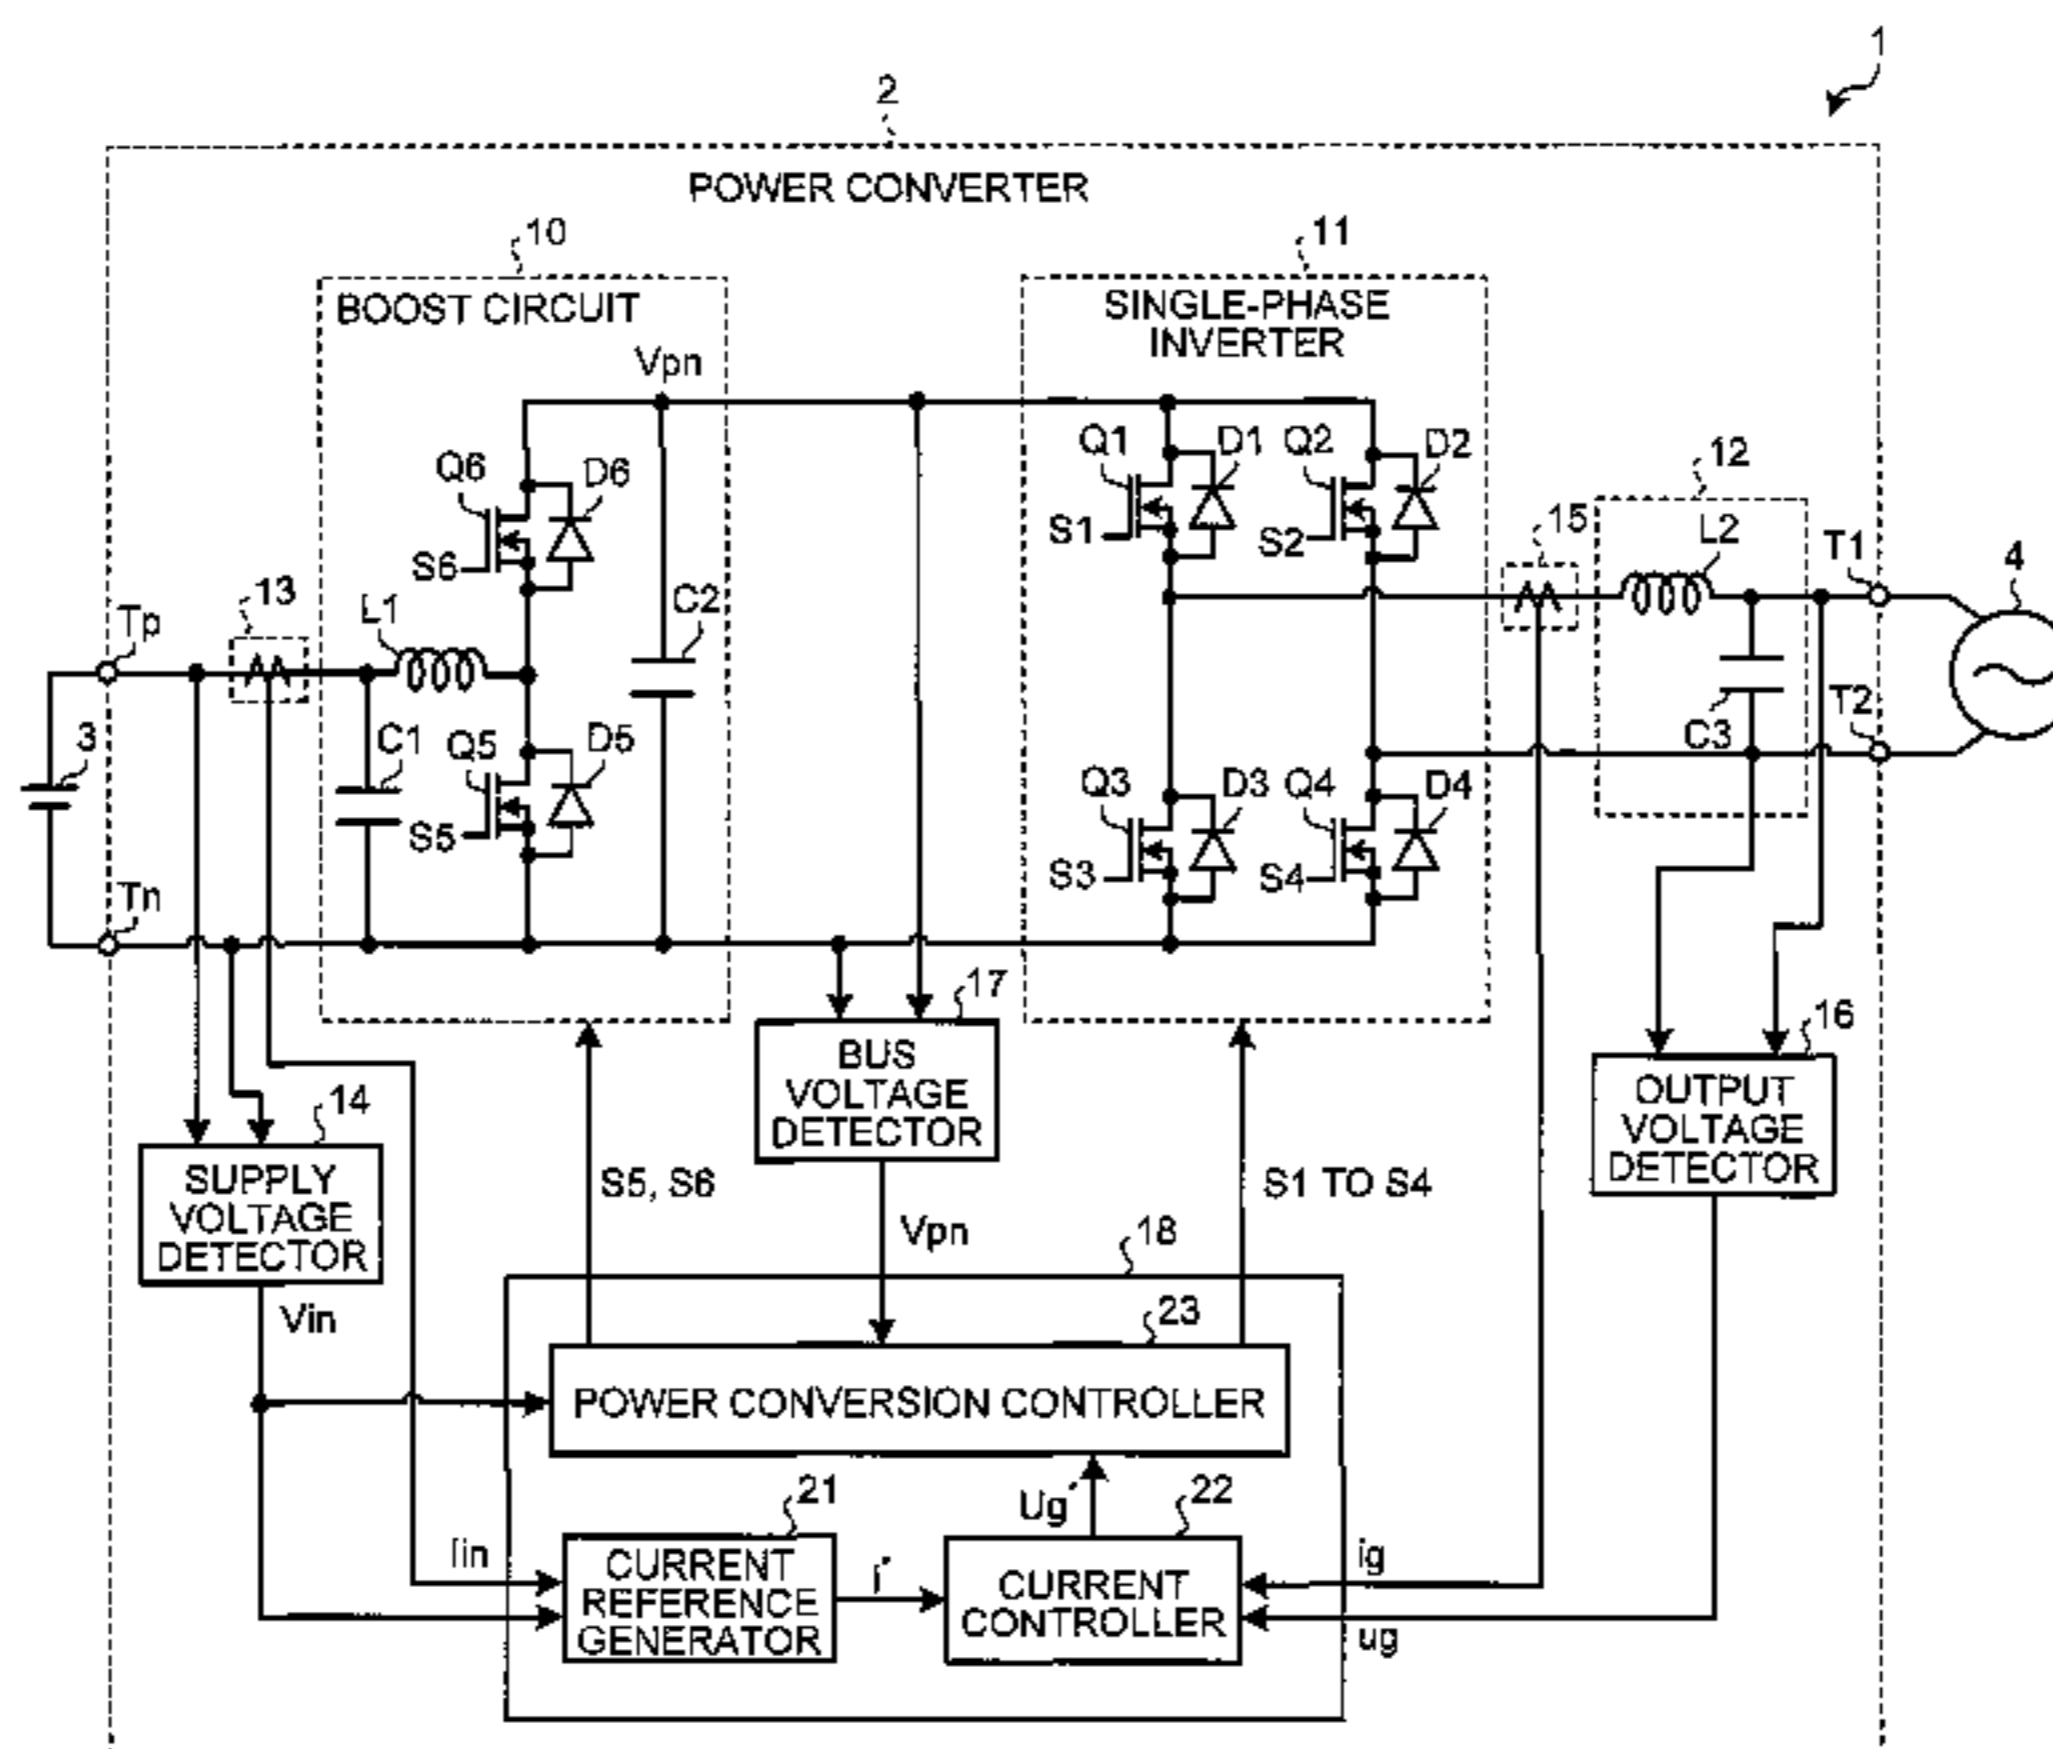 1
2
POWER CONVERTER
10
11
BOOST CIRCUIT
SINGLE-PHASE
INVERTER
Vpn
Q6
D6
S6
Q1
D1
S1
Q2
D2
S2
12
15
L2
T1
4
Tp
13
L1
C2
3
C1
Q5
D5
S5
Q3
D3
S3
Q4
D4
S4
C3
T2
Tn
17
BUS
VOLTAGE
DETECTOR
16
OUTPUT
VOLTAGE
DETECTOR
14
SUPPLY
VOLTAGE
DETECTOR
S5, S6
S1 TO S4
Vpn
Vin
18
23
POWER CONVERSION CONTROLLER
21
Ug*
22
Iin
CURRENT
REFERENCE
GENERATOR
i*
CURRENT
CONTROLLER
ig
ug